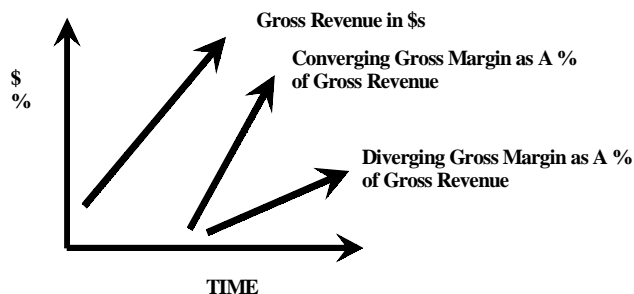 Gross Revenue in $s
Converging Gross Margin as A %
of Gross Revenue
$
%
Diverging Gross Margin as A %
of Gross Revenue
TIME